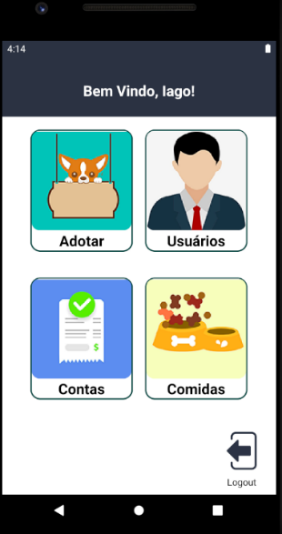 4:14
Bem Vindo, Iago!
Adotar
Usuários
$
Contas
Comidas
Logout